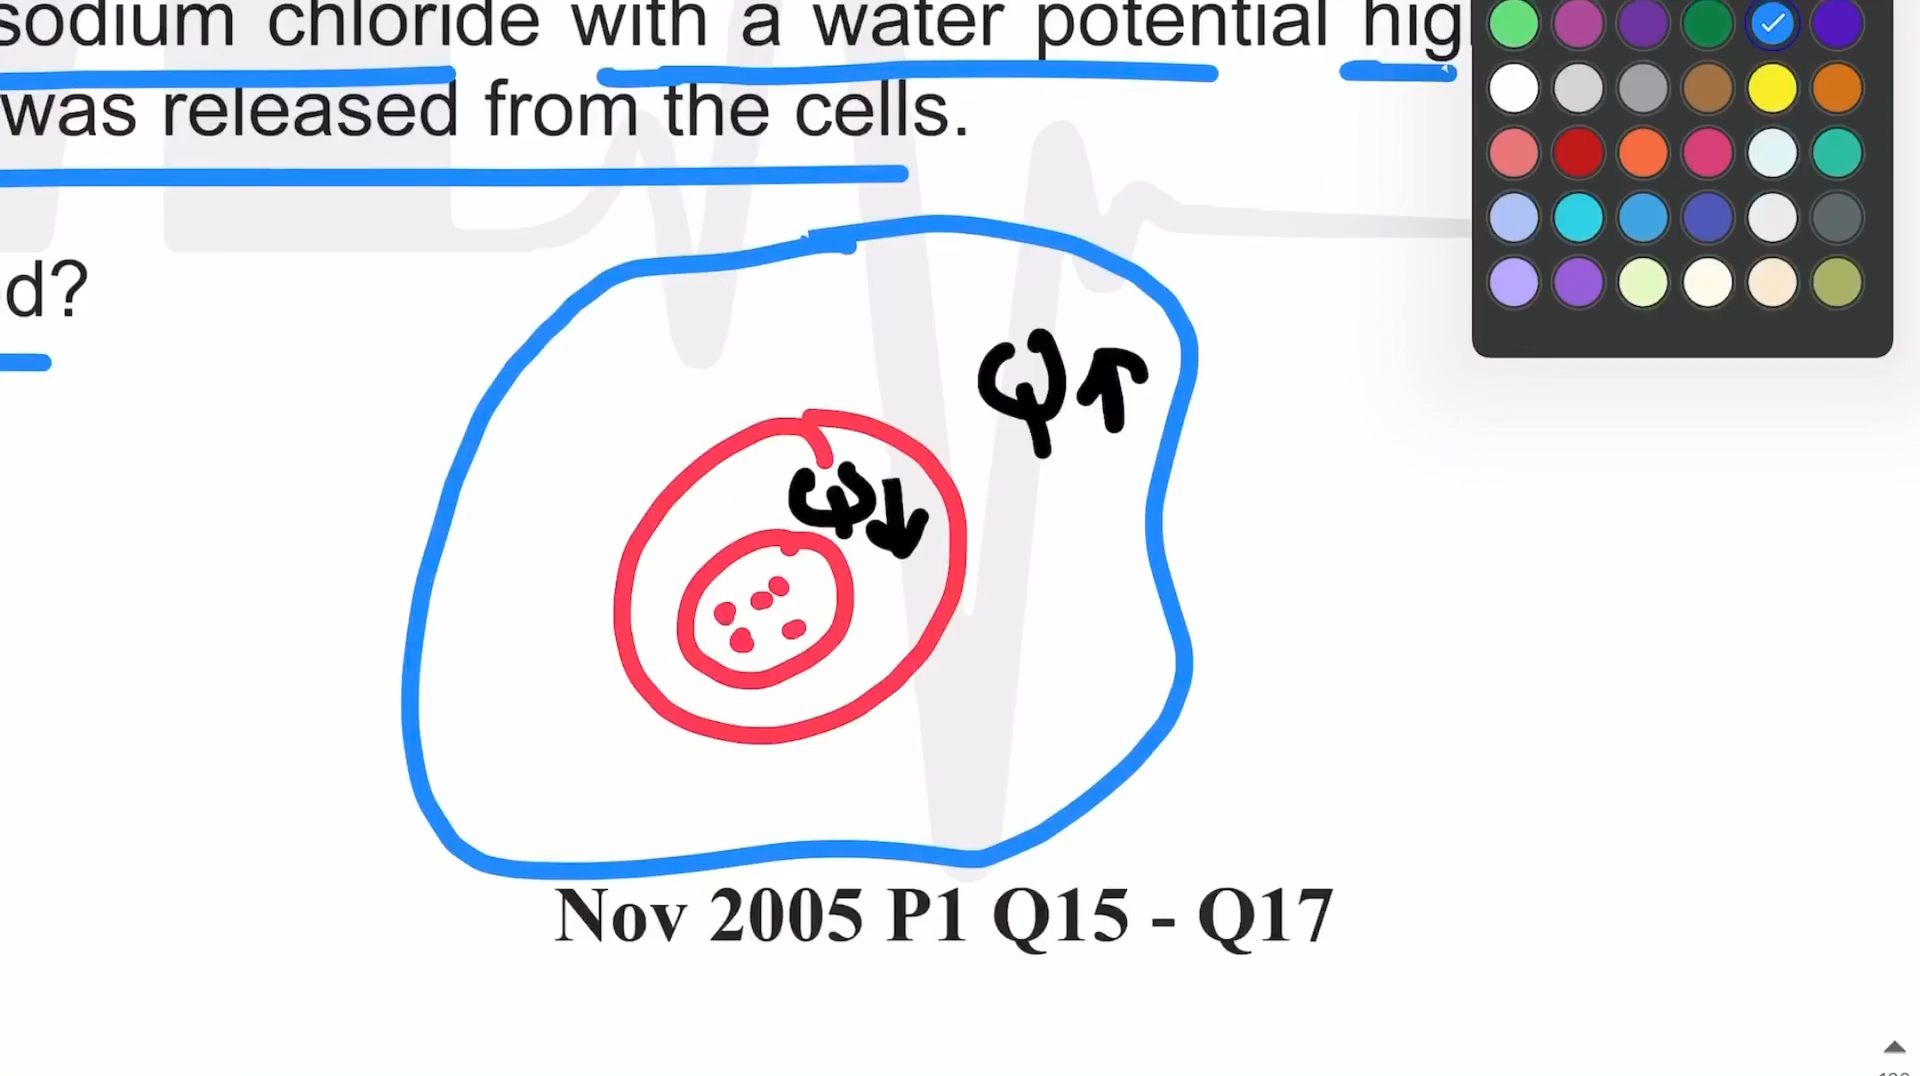 sodium chloride with a water potential hig
was released from the cells.
d?
Ψ↑
Ψ↓
Nov 2005 P1 Q15 - Q17